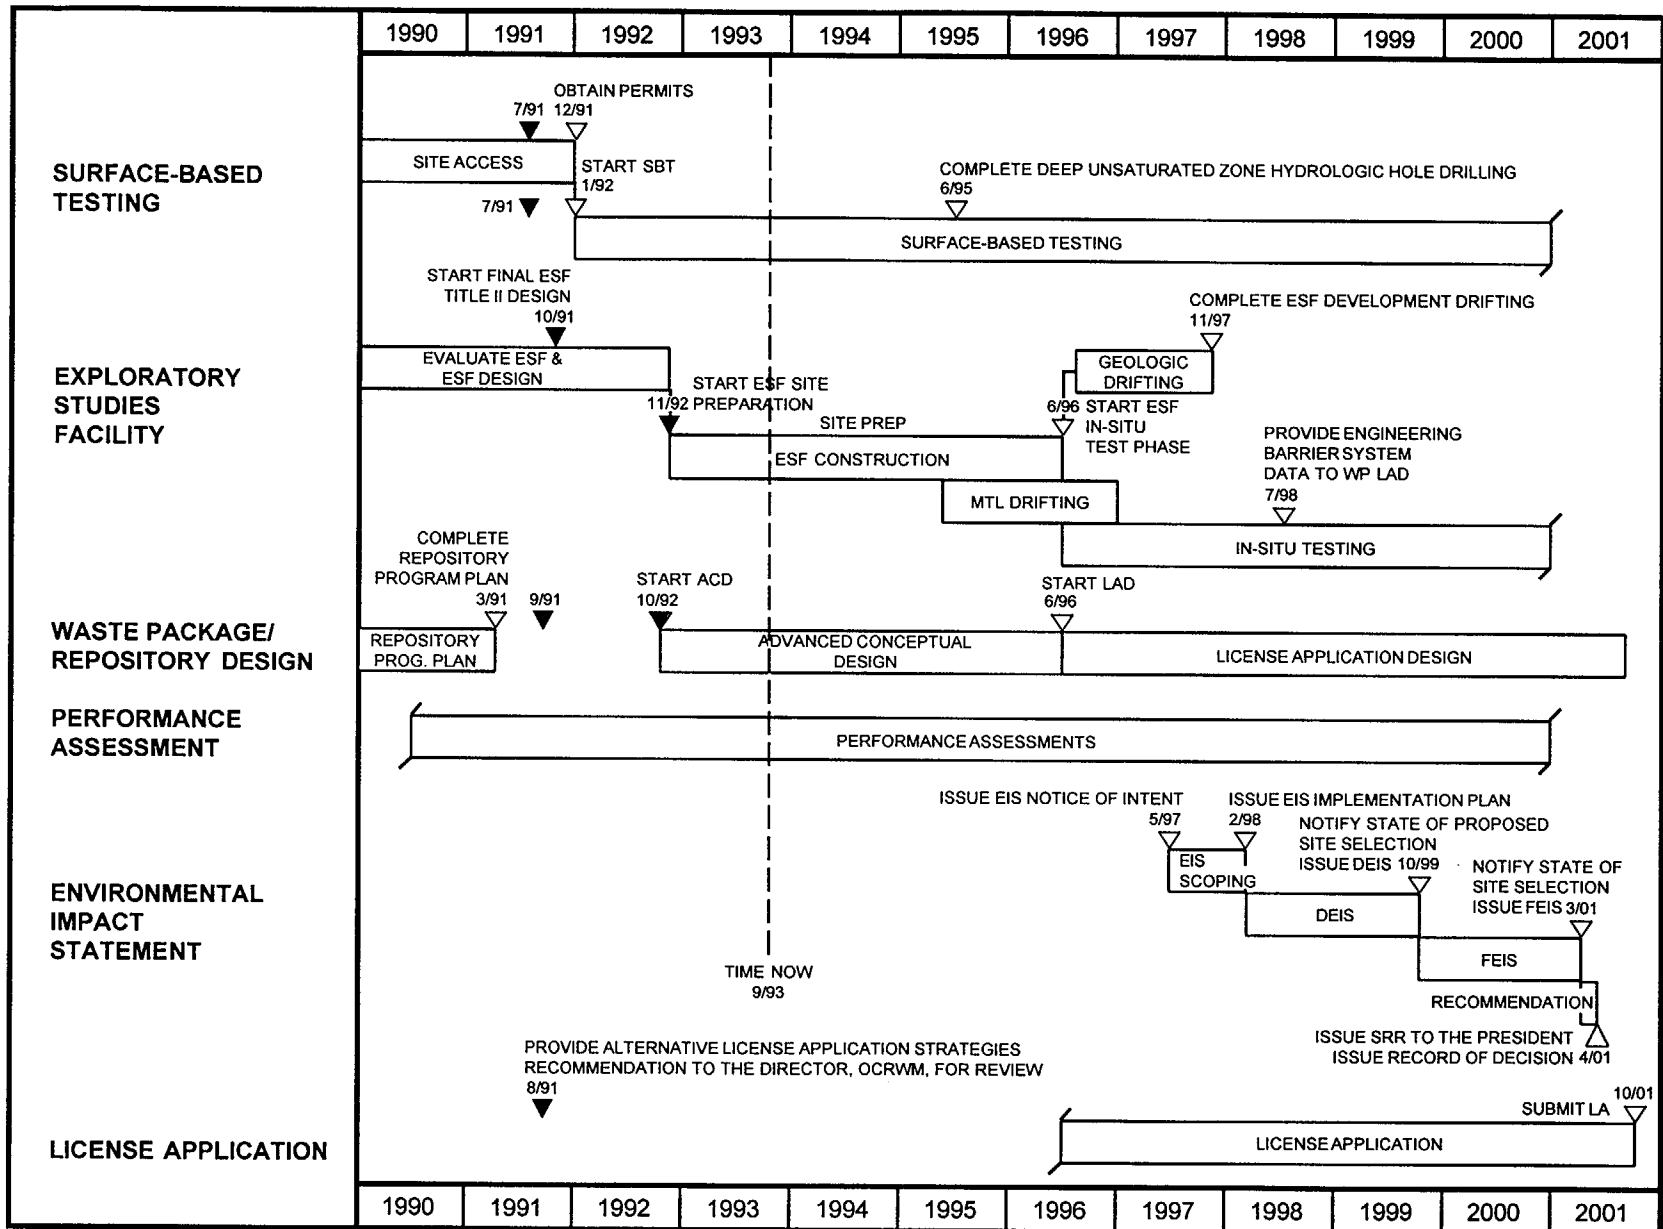 1990 1991 1992 1993 1994 1995 1996 1997 1998 1999 2000 2001
SURFACE-BASED
TESTING
OBTAIN PERMITS
7/91 12/91
SITE ACCESS
START SBT
1/92
7/91
COMPLETE DEEP UNSATURATED ZONE HYDROLOGIC HOLE DRILLING
6/95
SURFACE-BASED TESTING
EXPLORATORY
STUDIES
FACILITY
START FINAL ESF
TITLE II DESIGN
10/91
EVALUATE ESF &
ESF DESIGN
START ESF SITE
11/92 PREPARATION
SITE PREP
ESF CONSTRUCTION
MTL DRIFTING
COMPLETE ESF DEVELOPMENT DRIFTING
11/97
GEOLOGIC
DRIFTING
6/96 START ESF
IN-SITU
TEST PHASE
PROVIDE ENGINEERING
BARRIER SYSTEM
DATA TO WP LAD
7/98
IN-SITU TESTING
WASTE PACKAGE/
REPOSITORY DESIGN
COMPLETE
REPOSITORY
PROGRAM PLAN
3/91 9/91
REPOSITORY
PROG. PLAN
START ACD
10/92
ADVANCED CONCEPTUAL
DESIGN
START LAD
6/96
LICENSE APPLICATION DESIGN
PERFORMANCE
ASSESSMENT
PERFORMANCE ASSESSMENTS
ENVIRONMENTAL
IMPACT
STATEMENT
ISSUE EIS NOTICE OF INTENT
5/97
ISSUE EIS IMPLEMENTATION PLAN
2/98
NOTIFY STATE OF PROPOSED
SITE SELECTION
ISSUE DEIS 10/99
EIS
SCOPING
NOTIFY STATE OF
SITE SELECTION
ISSUE FEIS 3/01
DEIS
FEIS
RECOMMENDATION
ISSUE SRR TO THE PRESIDENT
ISSUE RECORD OF DECISION 4/01
TIME NOW
9/93
LICENSE APPLICATION
PROVIDE ALTERNATIVE LICENSE APPLICATION STRATEGIES
RECOMMENDATION TO THE DIRECTOR, OCRWM, FOR REVIEW
8/91
10/01
SUBMIT LA
LICENSE APPLICATION
1990 1991 1992 1993 1994 1995 1996 1997 1998 1999 2000 2001